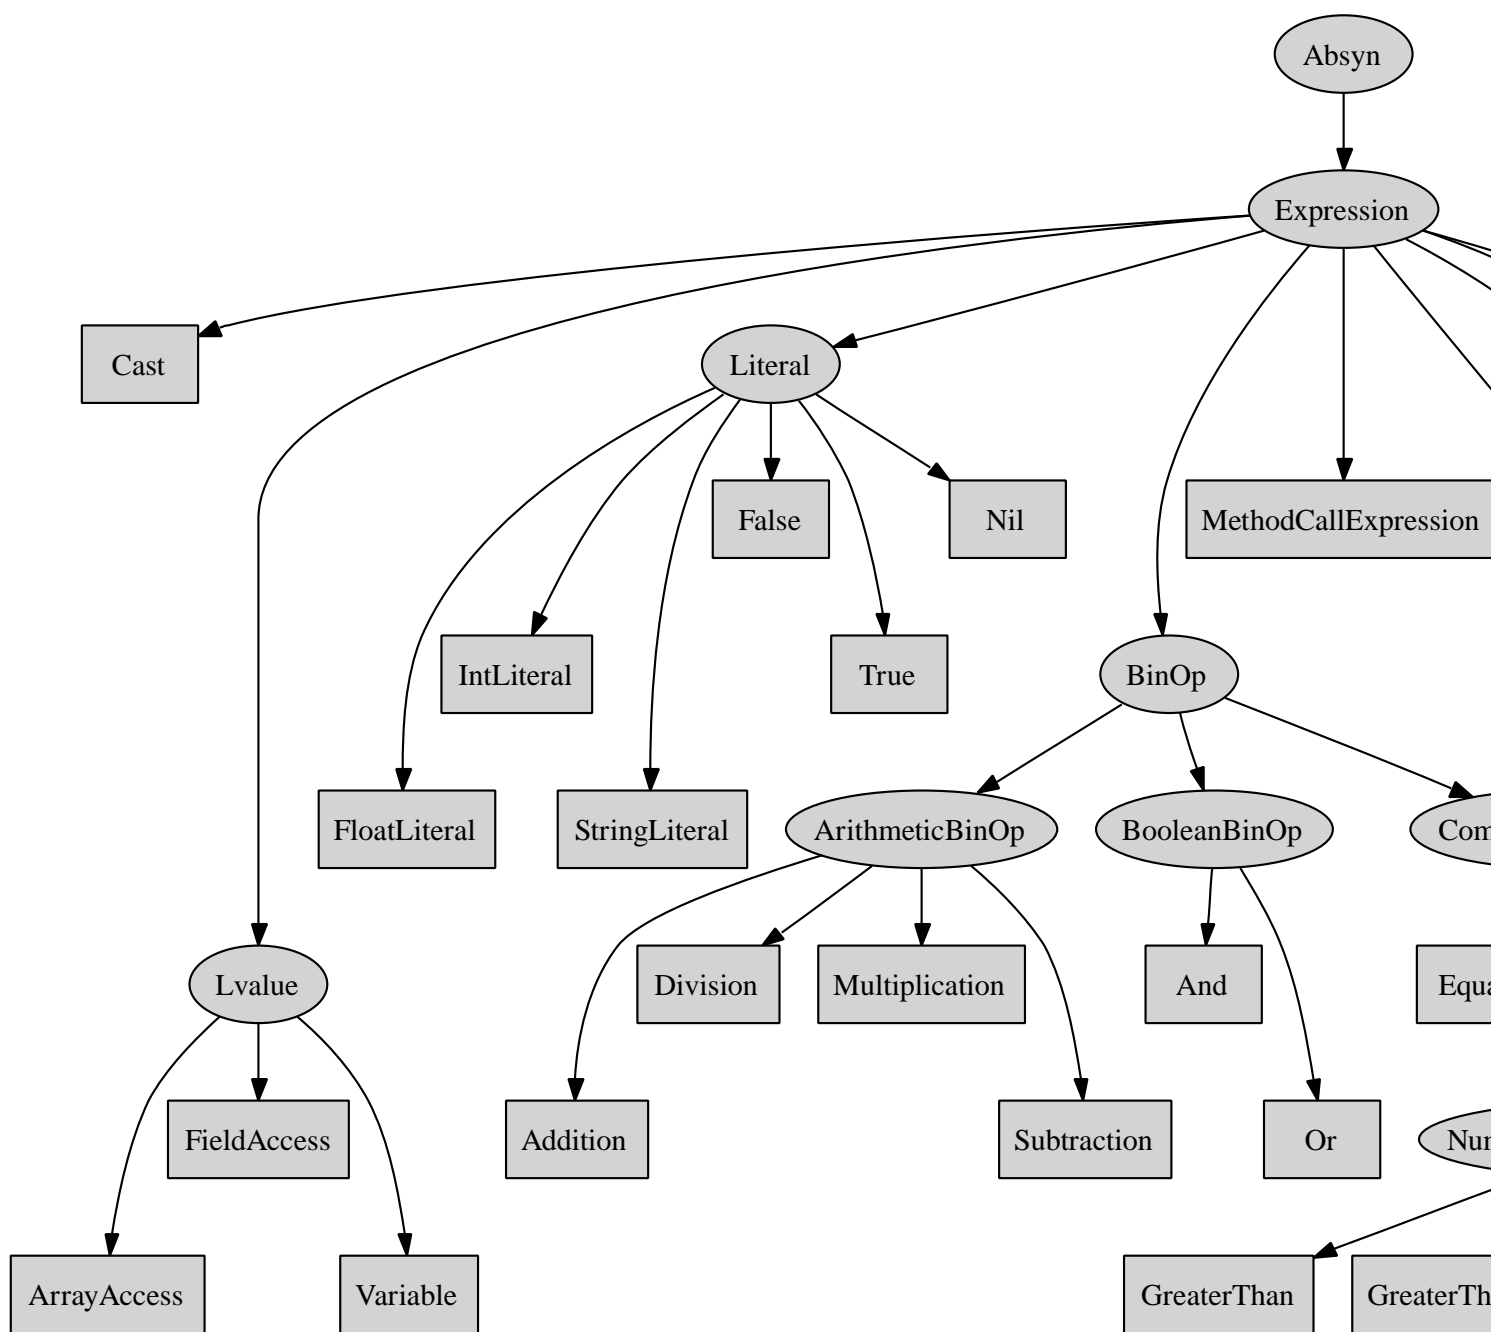 Absyn
Expression
Cast
Literal
False
Nil
MethodCallExpression
IntLiteral
True
BinOp
FloatLiteral
StringLiteral
ArithmeticBinOp
BooleanBinOp
Lvalue
Division
Multiplication
And
FieldAccess
Addition
Subtraction
Or
ArrayAccess
Variable
GreaterThan